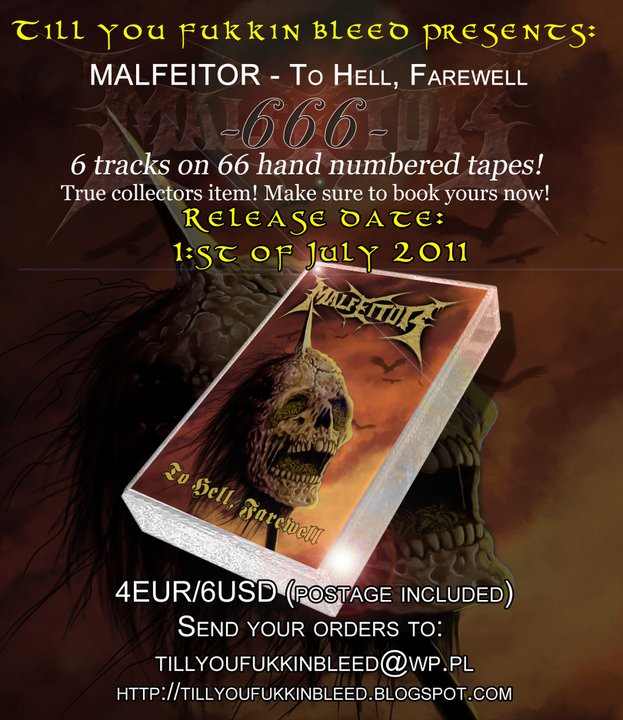 Till you fukkin bleed presents:
MALFEITOR - To Hell, Farewell
MALFEITOR
-666-
6 tracks on 66 hand numbered tapes!
True collectors item! Make sure to book yours now!
Release date:
1:st of July 2011
MALFEITOR
To Hell, Farewell
4EUR/6USD (postage included)
Send your orders to:
tillyoufukkinbleed@wp.pl
http://tillyoufukkinbleed.blogspot.com